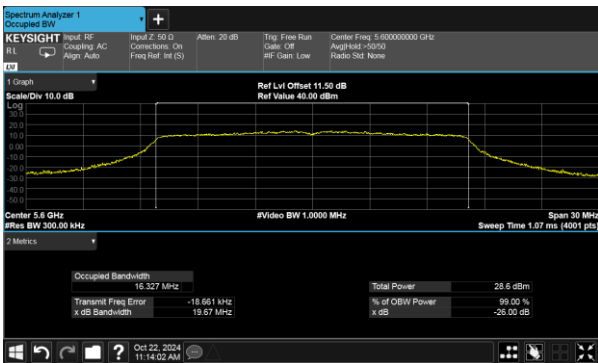 Spectrum Analyzer 1
Occupied BW
+
KEYSIGHT
RL
LXI
Input: RF
Coupling: AC
Align: Auto
Input Z: 50 Ω
Corrections: On
Freq Ref: Int (S)
Atten: 20 dB
Trig: Free Run
Gate: Off
#IF Gain: Low
Center Freq: 5.600000000 GHz
Avg|Hold:>50/50
Radio Std: None
1 Graph
Scale/Div 10.0 dB
Ref Lvl Offset 11.50 dB
Ref Value 40.00 dBm
Log
30.0
20.0
10.0
0.00
-10.0
-20.0
-30.0
-40.0
-50.0
Center 5.6 GHz
#Video BW 1.0000 MHz
Span 30 MHz
#Res BW 300.00 kHz
Sweep Time 1.07 ms (4001 pts)
2 Metrics
Occupied Bandwidth
16.327 MHz
Total Power 28.6 dBm
Transmit Freq Error -18.661 kHz
% of OBW Power 99.00 %
x dB Bandwidth 19.67 MHz
x dB -26.00 dB
?
Oct 22, 2024
11:14:02 AM